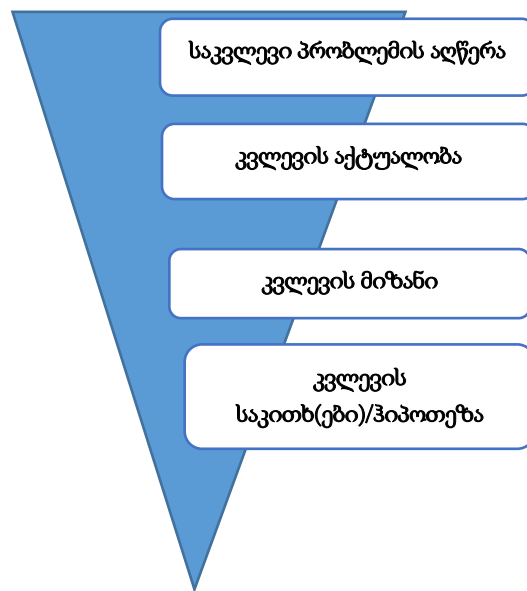 საკვლევი პრობლემის აღწერა
კვლევის აქტუალობა
კვლევის მიზანი
კვლევის
საკითხ(ები)/ჰიპოთეზა